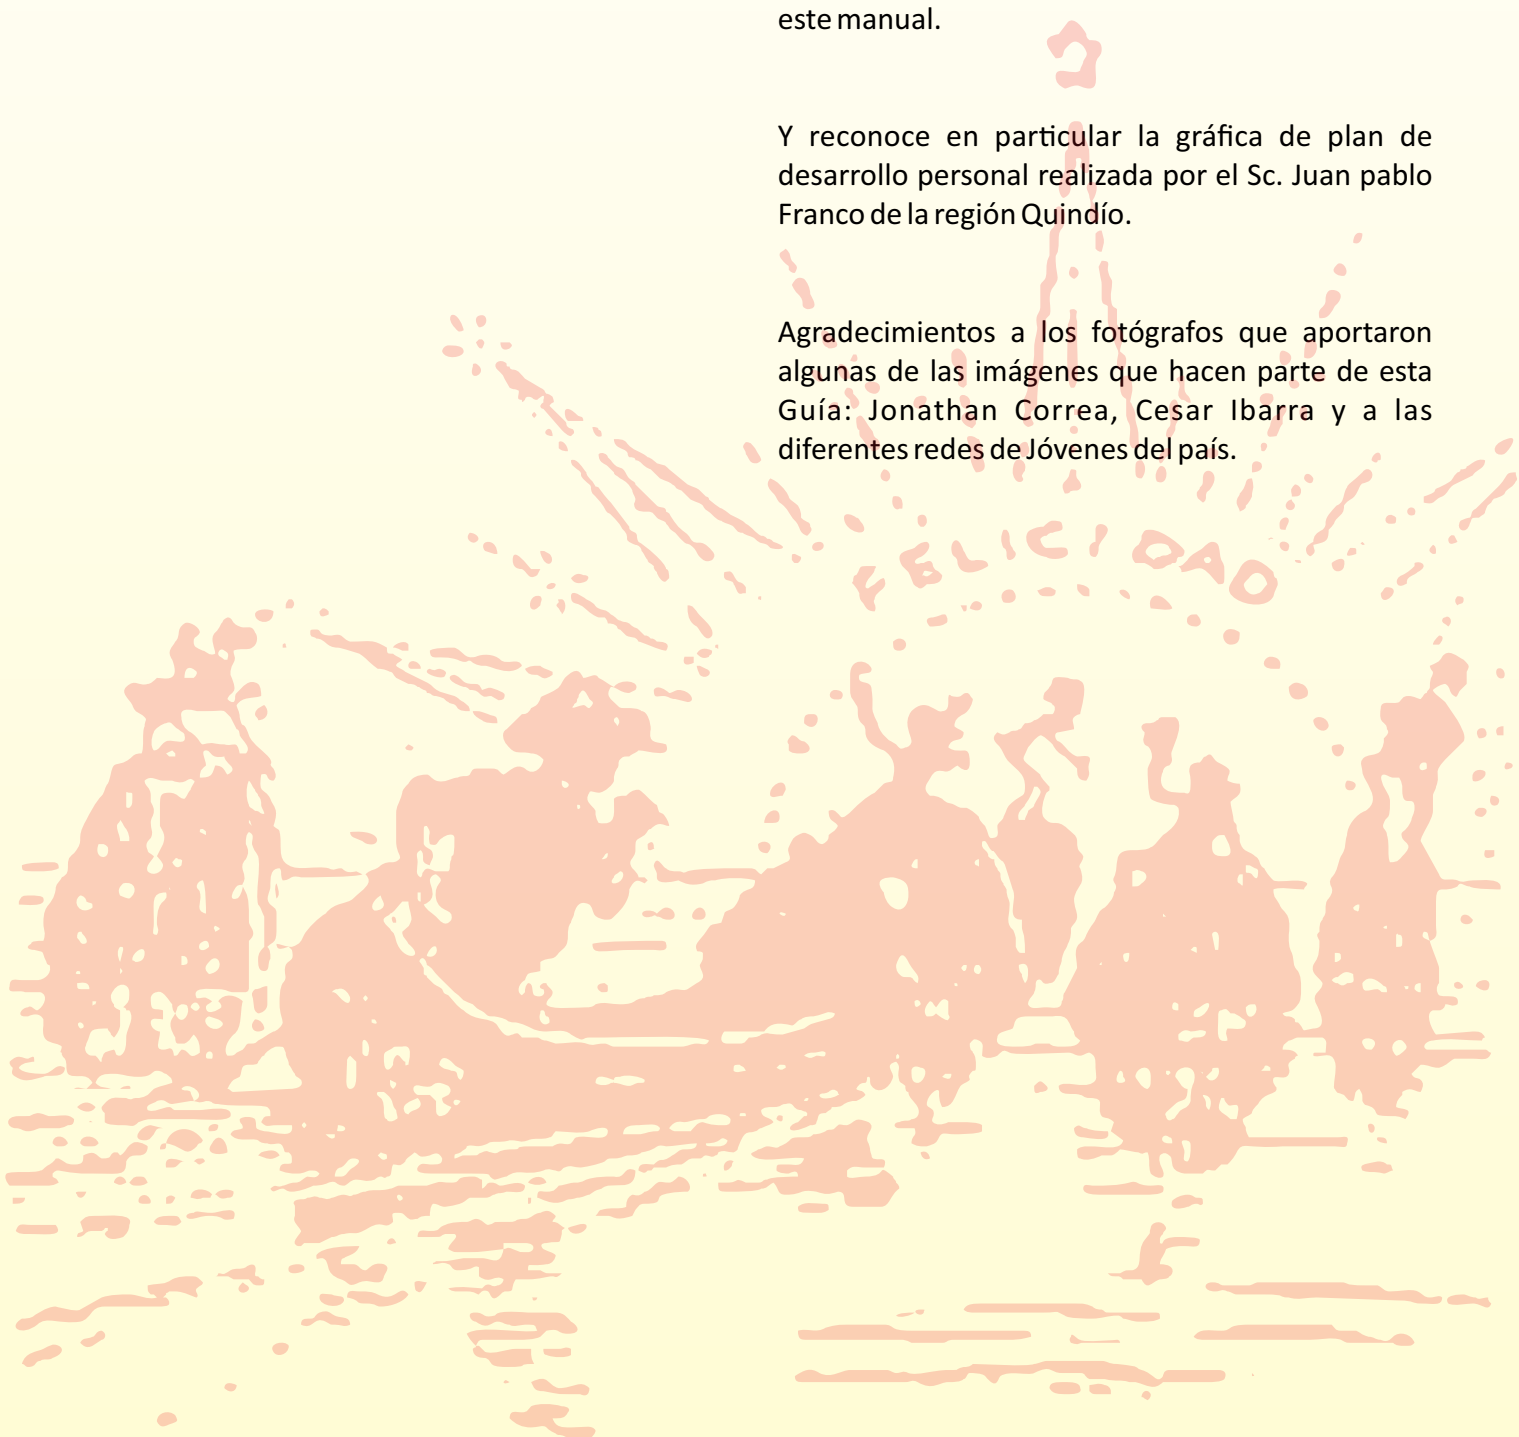 este manual.
Y reconoce en particular la gráfica de plan de
desarrollo personal realizada por el Sc. Juan pablo
Franco de la región Quindío.
Agradecimientos a los fotógrafos que aportaron
algunas de las imágenes que hacen parte de esta
Guía: Jonathan Correa, Cesar Ibarra y a las
diferentes redes de Jóvenes del país.
FELICIDAD